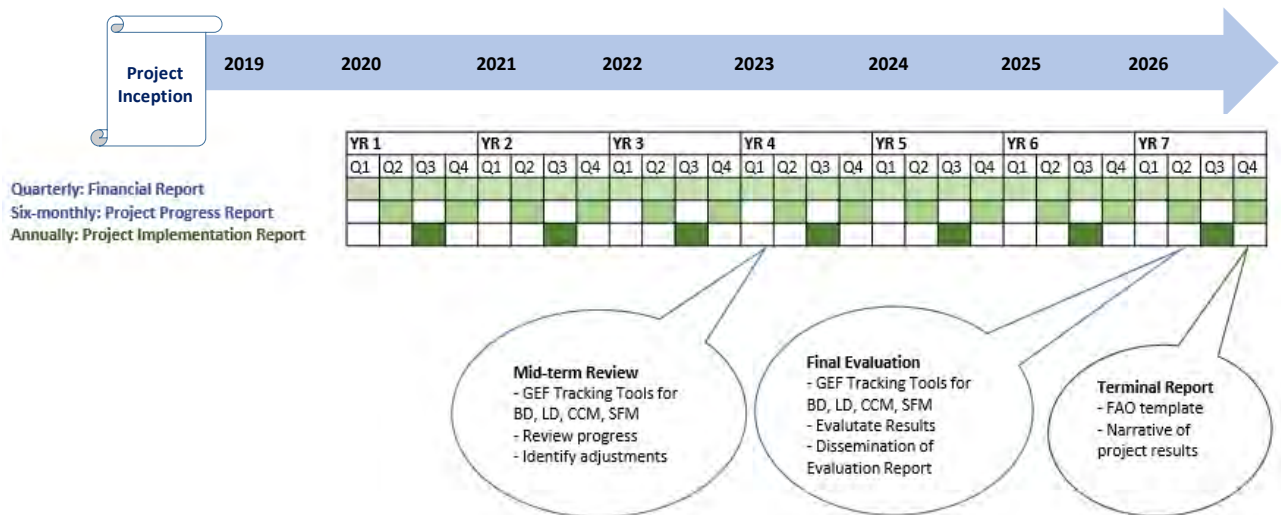 Project
Inception
2019 2020 2021 2022 2023 2024 2025 2026
YR 1 YR 2 YR 3 YR 4 YR 5 YR 6 YR 7
Q1 Q2 Q3 Q4 Q1 Q2 Q3 Q4 Q1 Q2 Q3 Q4 Q1 Q2 Q3 Q4 Q1 Q2 Q3 Q4 Q1 Q2 Q3 Q4 Q1 Q2 Q3 Q4
Quarterly: Financial Report
Six-monthly: Project Progress Report
Annually: Project Implementation Report
Mid-term Review
- GEF Tracking Tools for
BD, LD, CCM, SFM
- Review progress
- Identify adjustments
Final Evaluation
- GEF Tracking Tools for
BD, LD, CCM, SFM
- Evalutate Results
- Dissemination of
Evaluation Report
Terminal Report
- FAO template
- Narrative of
project results